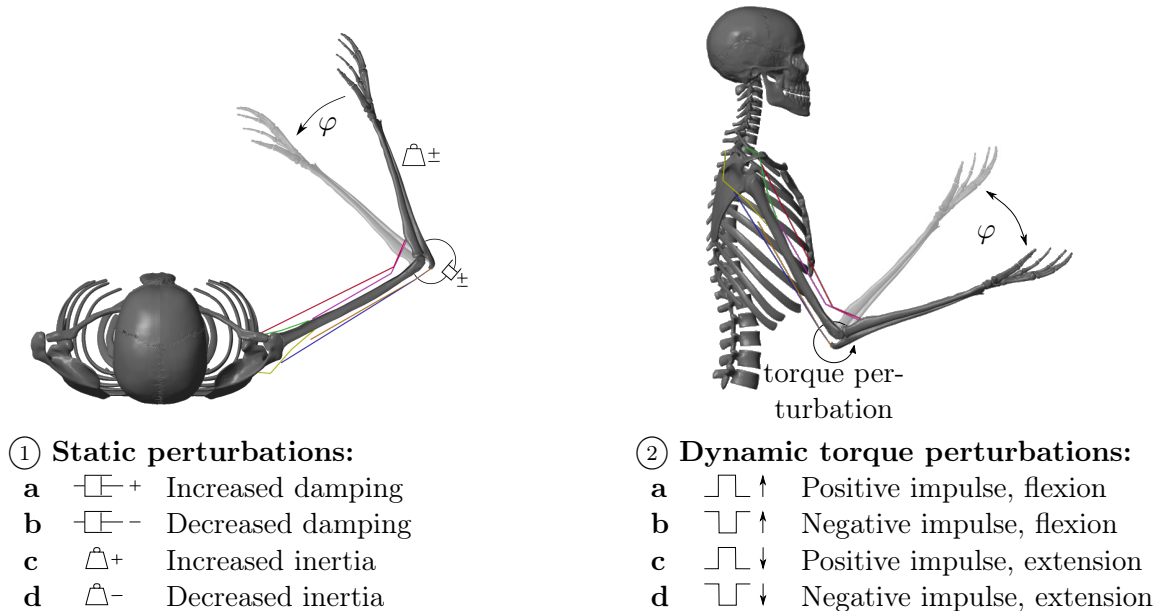 φ
±
±
φ
torque per-
turbation
① Static perturbations:
a + Increased damping
b − Decreased damping
c + Increased inertia
d − Decreased inertia
② Dynamic torque perturbations:
a ↑ Positive impulse, flexion
b ↑ Negative impulse, flexion
c ↓ Positive impulse, extension
d ↓ Negative impulse, extension